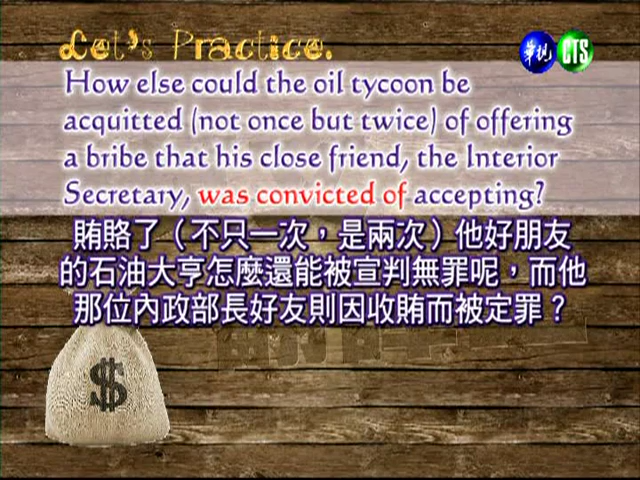 Let's Practice.
華視 CTS
How else could the oil tycoon be
acquitted (not once but twice) of offering
a bribe that his close friend, the Interior
Secretary, was convicted of accepting?
賄賂了（不只一次，是兩次）他好朋友
的石油大亨怎麼還能被宣判無罪呢，而他
那位內政部長好友則因收賄而被定罪？
$